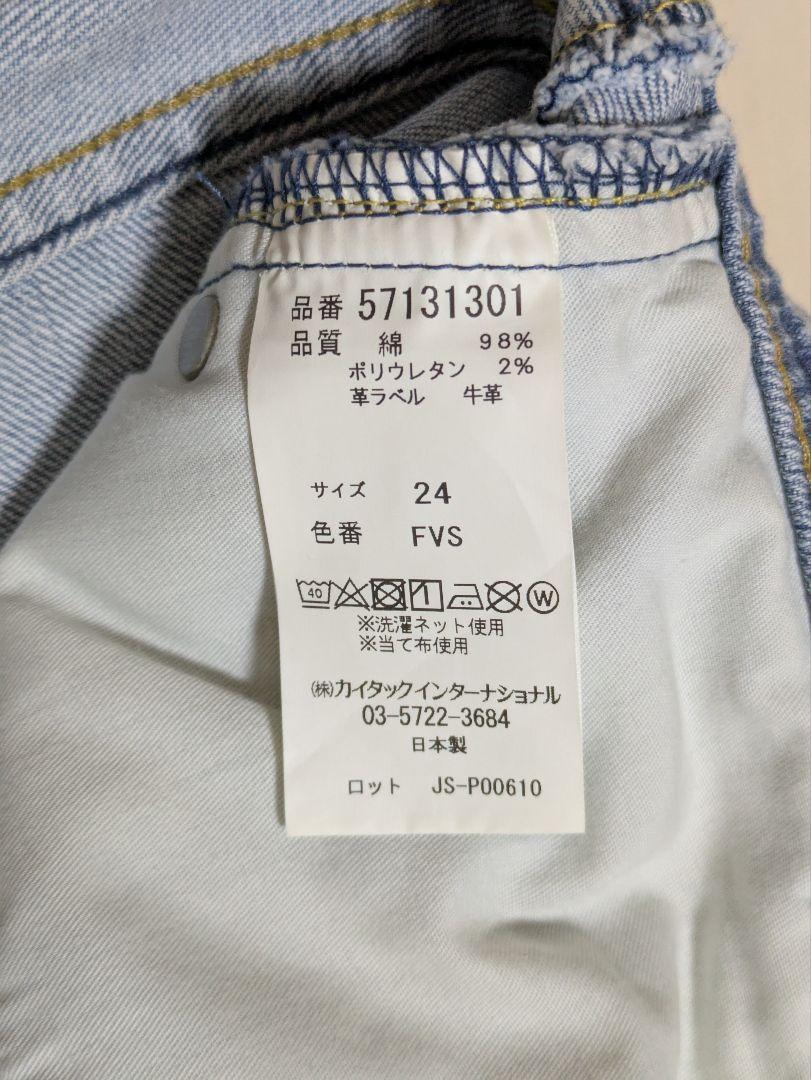 品番 57131301
品質 綿 98%
ポリウレタン 2%
革ラベル 牛革
サイズ 24
色番 FVS
40 W
※洗濯ネット使用
※当て布使用
㈱カイタックインターナショナル
03-5722-3684
日本製
ロット JS-P00610